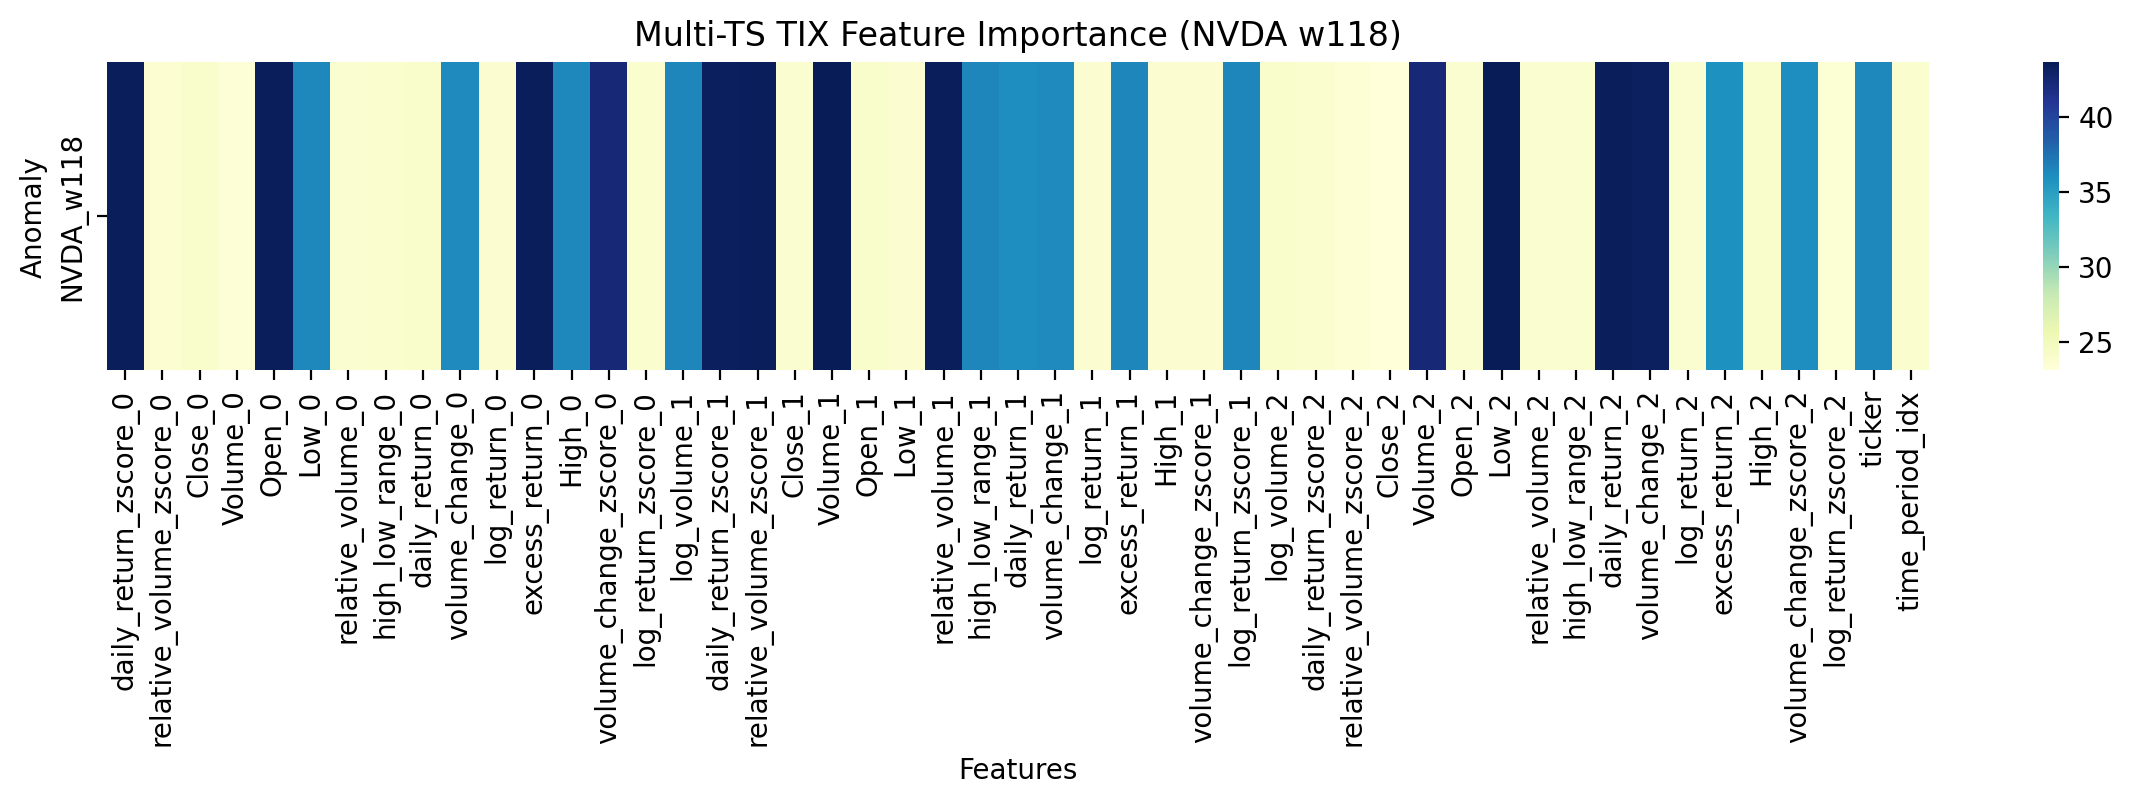 Multi-TS TIX Feature Importance (NVDA w118)
Anomaly
NVDA_w118
40
35
30
25
daily_return_zscore_0
relative_volume_zscore_0
Close_0
Volume_0
Open_0
Low_0
relative_volume_0
high_low_range_0
daily_return_0
volume_change_0
log_return_0
excess_return_0
High_0
volume_change_zscore_0
log_return_zscore_0
log_volume_1
daily_return_zscore_1
relative_volume_zscore_1
Close_1
Volume_1
Open_1
Low_1
relative_volume_1
high_low_range_1
daily_return_1
volume_change_1
log_return_1
excess_return_1
High_1
volume_change_zscore_1
log_return_zscore_1
log_volume_2
daily_return_zscore_2
relative_volume_zscore_2
Close_2
Volume_2
Open_2
Low_2
relative_volume_2
high_low_range_2
daily_return_2
volume_change_2
log_return_2
excess_return_2
High_2
volume_change_zscore_2
log_return_zscore_2
ticker
time_period_idx
Features